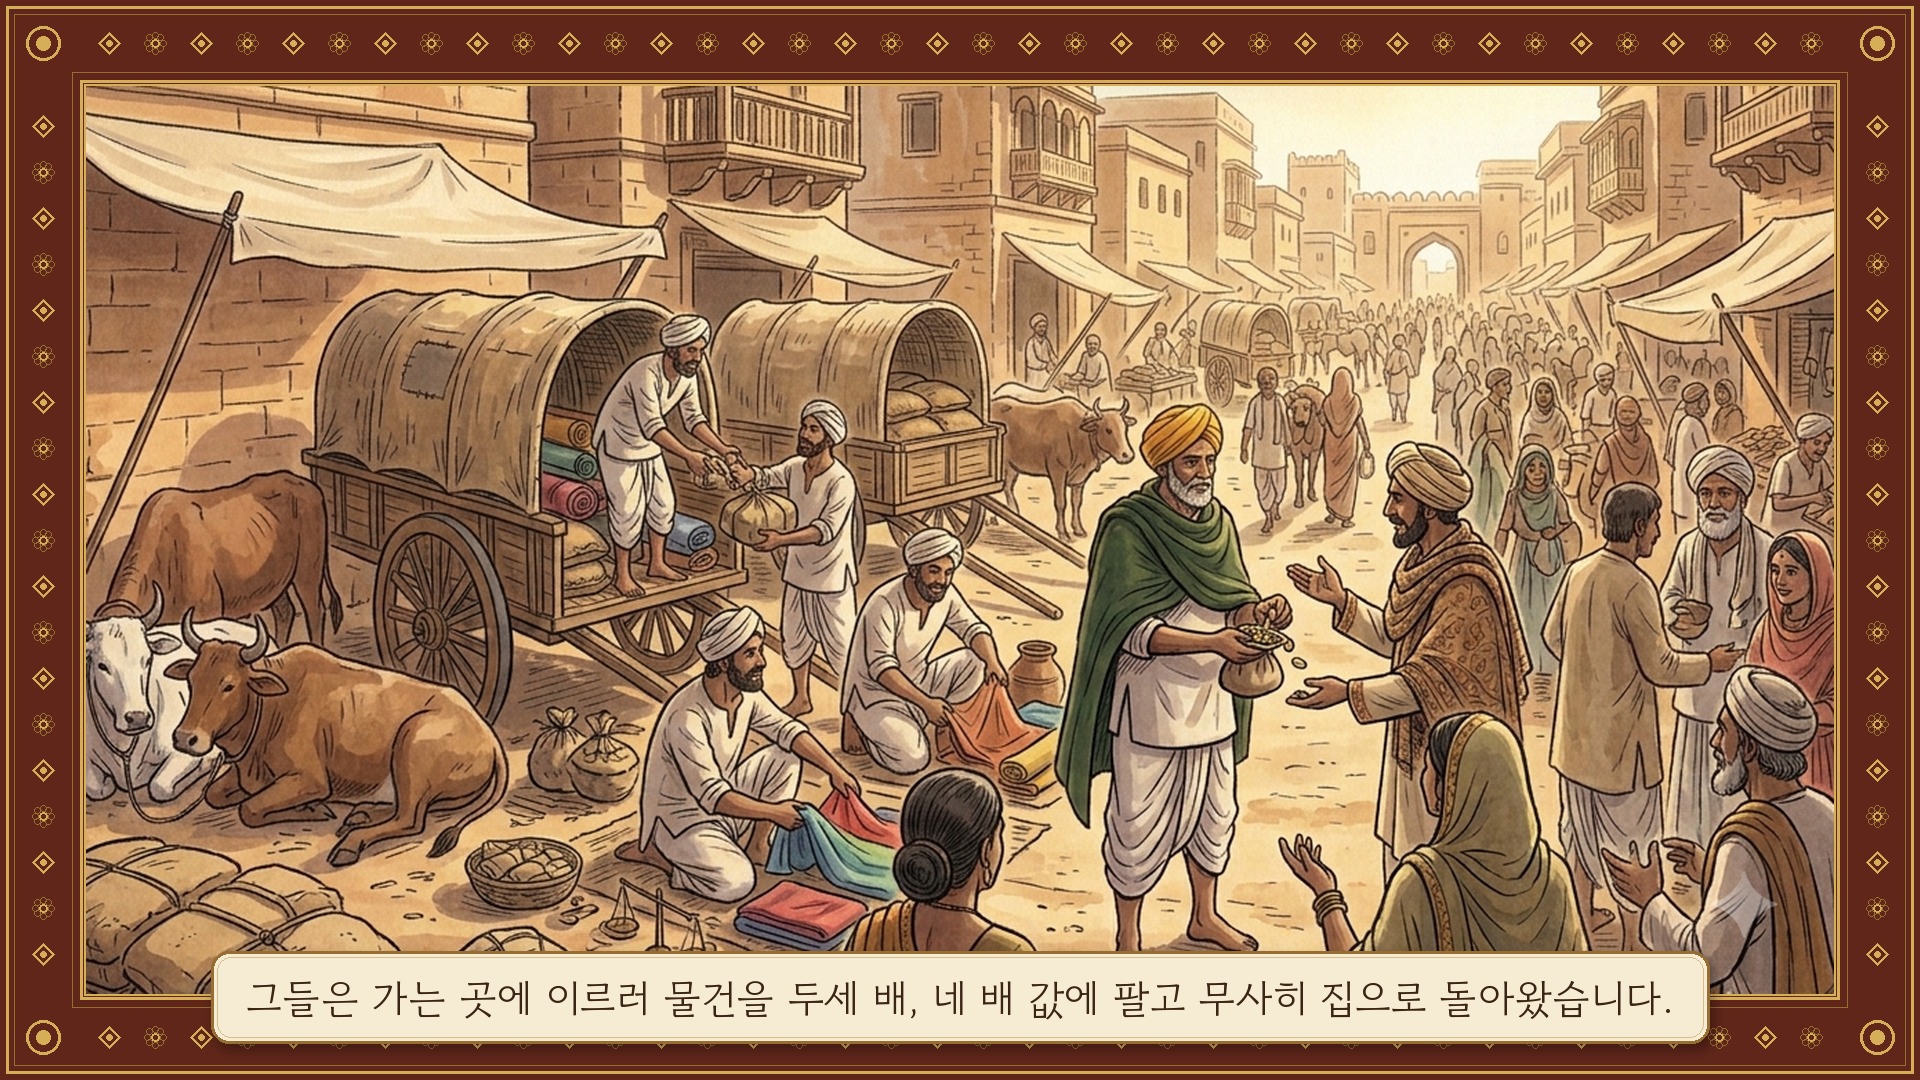 그들은 가는 곳에 이르러 물건을 두세 배, 네 배 값에 팔고 무사히 집으로 돌아왔습니다.